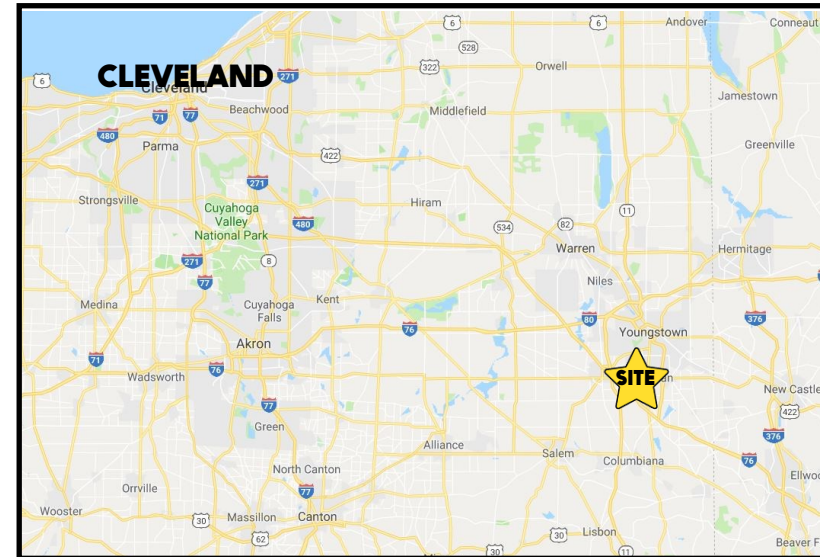 6
6
Andover
Conneaut
528
CLEVELAND
Cleveland
271
322
Orwell
6
Jamestown
71
77
Beachwood
Middlefield
480
Parma
422
Greenville
271
Strongsville
Cuyahoga
Valley
National Park
Hiram
11
480
534
82
Warren
Hermitage
271
8
77
Niles
Medina
Cuyahoga
Falls
Kent
76
80
376
Youngstown
Akron
71
76
Wadsworth
SITE
New Castle
77
422
Green
376
Alliance
Salem
Columbiana
76
North Canton
Orrville
77
Wooster
30
Massillon
Canton
62
30
Lisbon
30
11